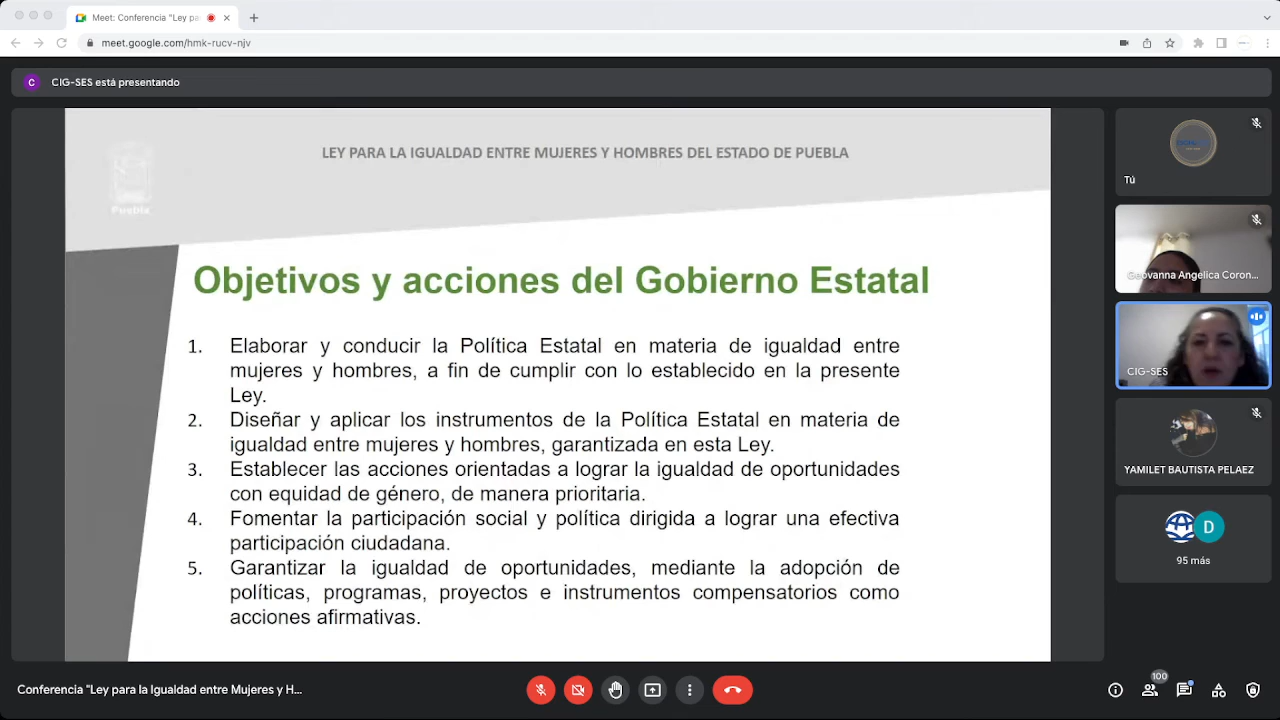 Meet: Conferencia "Ley pa
meet.google.com/hmk-rucv-njv
C
CIG-SES está presentando
LEY PARA LA IGUALDAD ENTRE MUJERES Y HOMBRES DEL ESTADO DE PUEBLA
Puebla
Objetivos y acciones del Gobierno Estatal
1. Elaborar y conducir la Política Estatal en materia de igualdad entre
mujeres y hombres, a fin de cumplir con lo establecido en la presente
Ley.
2. Diseñar y aplicar los instrumentos de la Política Estatal en materia de
igualdad entre mujeres y hombres, garantizada en esta Ley.
3. Establecer las acciones orientadas a lograr la igualdad de oportunidades
con equidad de género, de manera prioritaria.
4. Fomentar la participación social y política dirigida a lograr una efectiva
participación ciudadana.
5. Garantizar la igualdad de oportunidades, mediante la adopción de
políticas, programas, proyectos e instrumentos compensatorios como
acciones afirmativas.
Tú
Geovanna Angelica Coron...
CIG-SES
YAMILET BAUTISTA PELAEZ
D
95 más
Conferencia "Ley para la Igualdad entre Mujeres y H...
100